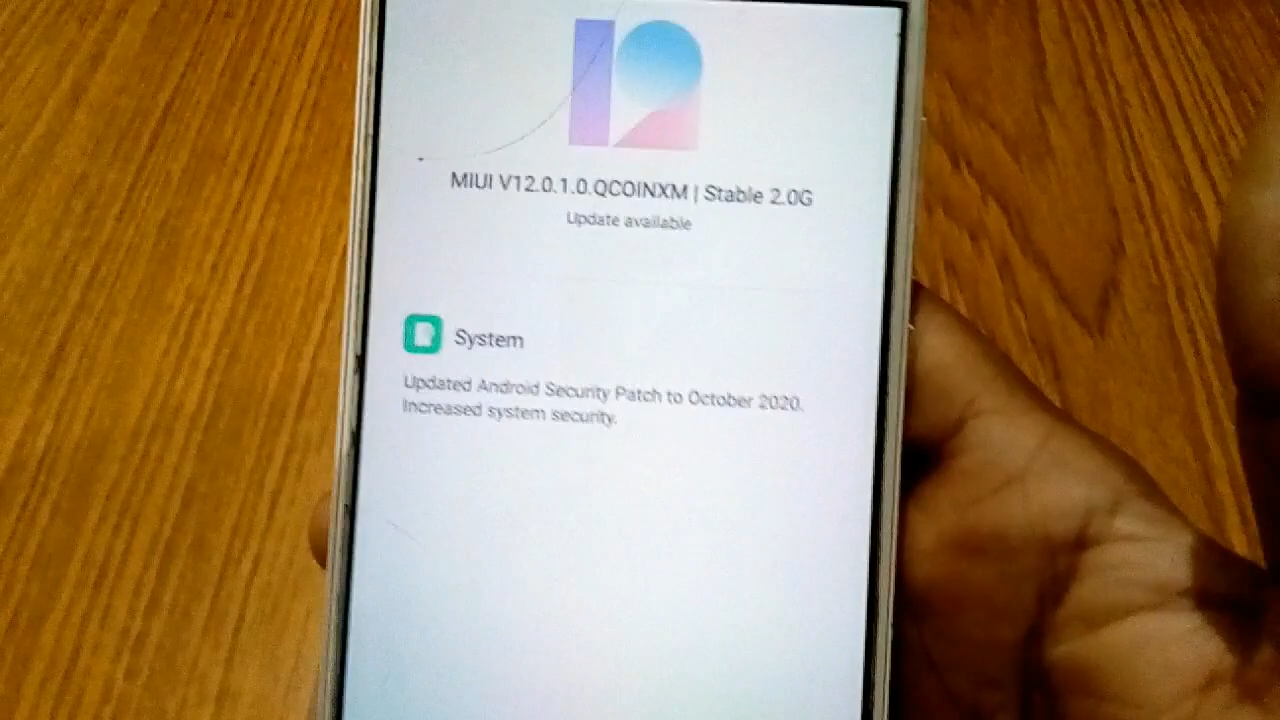 MIUI V12.0.1.0.QCOINXM | Stable 2.0G
Update available
System
Updated Android Security Patch to October 2020.
Increased system security.